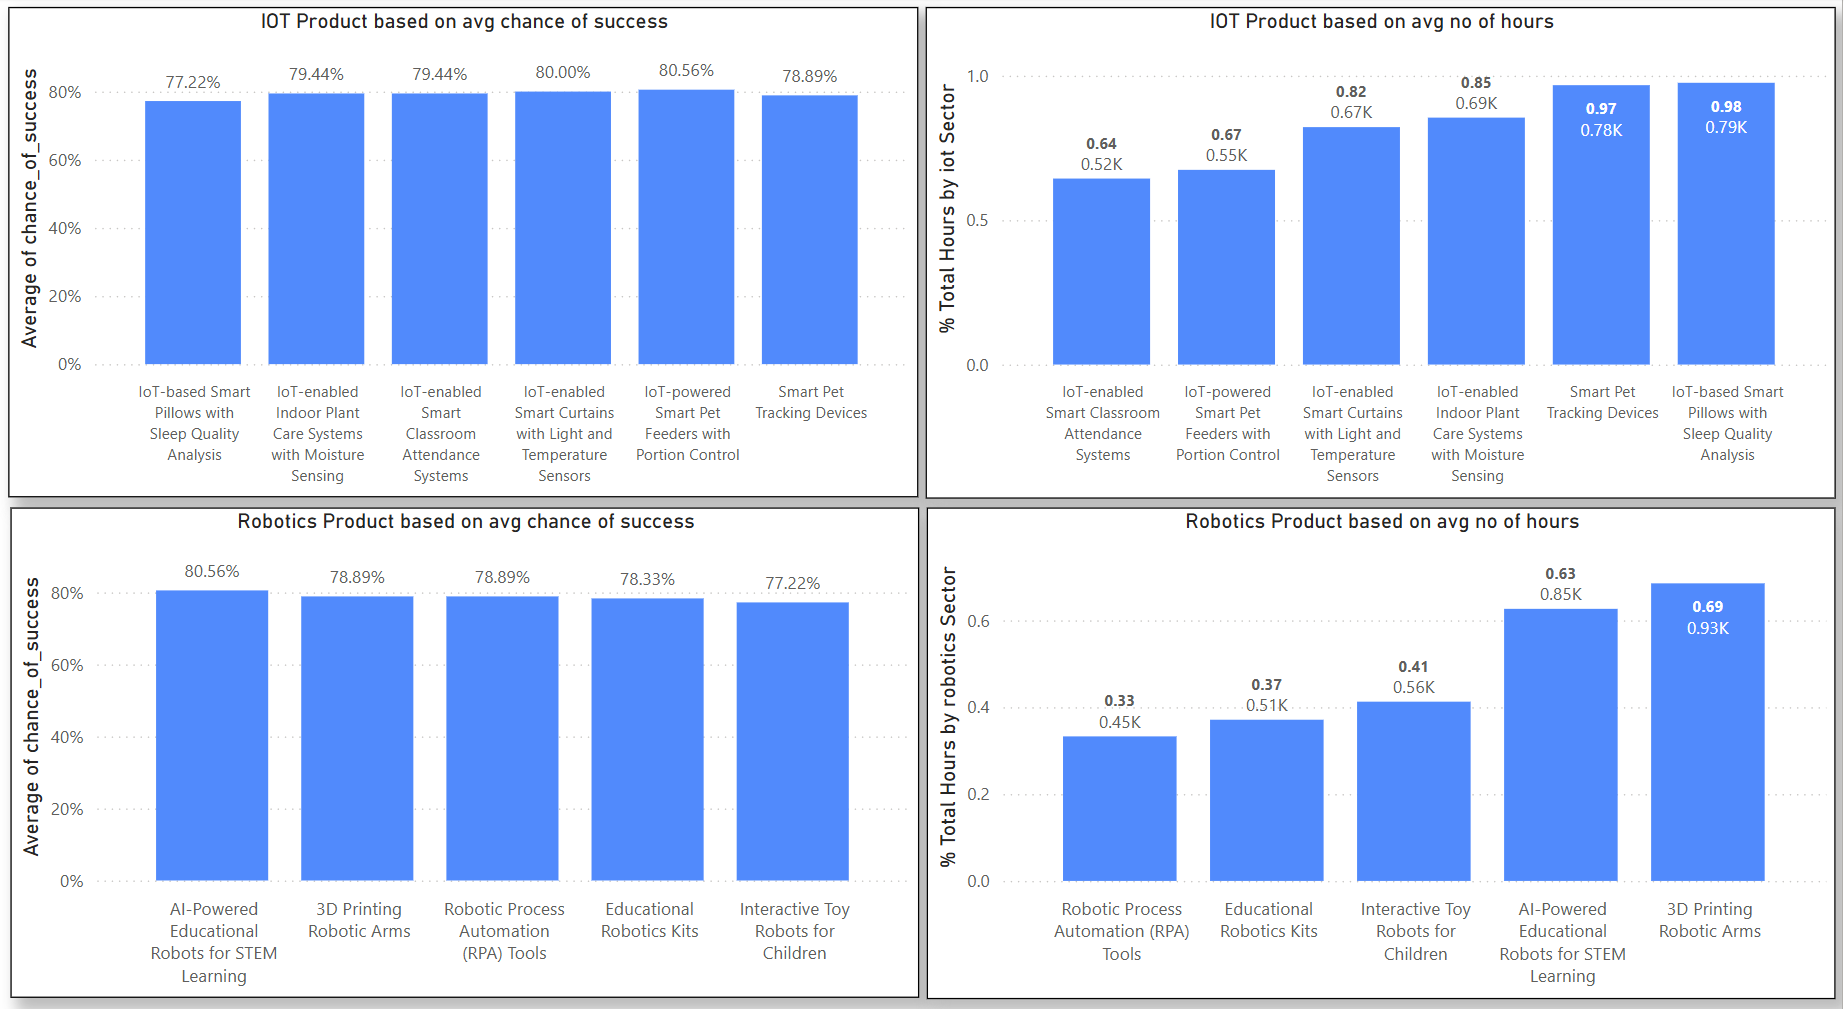 IOT Product based on avg chance of success
Average of chance_of_success
80%
60%
40%
20%
0%
77.22%
79.44%
79.44%
80.00%
80.56%
78.89%
IoT-based Smart
Pillows with
Sleep Quality
Analysis
IoT-enabled
Indoor Plant
Care Systems
with Moisture
Sensing
IoT-enabled
Smart
Classroom
Attendance
Systems
IoT-enabled
Smart Curtains
with Light and
Temperature
Sensors
IoT-powered
Smart Pet
Feeders with
Portion Control
Smart Pet
Tracking Devices
IOT Product based on avg no of hours
% Total Hours by iot Sector
1.0
0.5
0.0
0.64
0.52K
0.67
0.55K
0.82
0.67K
0.85
0.69K
0.97
0.78K
0.98
0.79K
IoT-enabled
Smart Classroom
Attendance
Systems
IoT-powered
Smart Pet
Feeders with
Portion Control
IoT-enabled
Smart Curtains
with Light and
Temperature
Sensors
IoT-enabled
Indoor Plant
Care Systems
with Moisture
Sensing
Smart Pet
Tracking Devices
IoT-based Smart
Pillows with
Sleep Quality
Analysis
Robotics Product based on avg chance of success
Average of chance_of_success
80%
60%
40%
20%
0%
80.56%
78.89%
78.89%
78.33%
77.22%
AI-Powered
Educational
Robots for STEM
Learning
3D Printing
Robotic Arms
Robotic Process
Automation
(RPA) Tools
Educational
Robotics Kits
Interactive Toy
Robots for
Children
Robotics Product based on avg no of hours
% Total Hours by robotics Sector
0.6
0.4
0.2
0.0
0.33
0.45K
0.37
0.51K
0.41
0.56K
0.63
0.85K
0.69
0.93K
Robotic Process
Automation (RPA)
Tools
Educational
Robotics Kits
Interactive Toy
Robots for
Children
AI-Powered
Educational
Robots for STEM
Learning
3D Printing
Robotic Arms